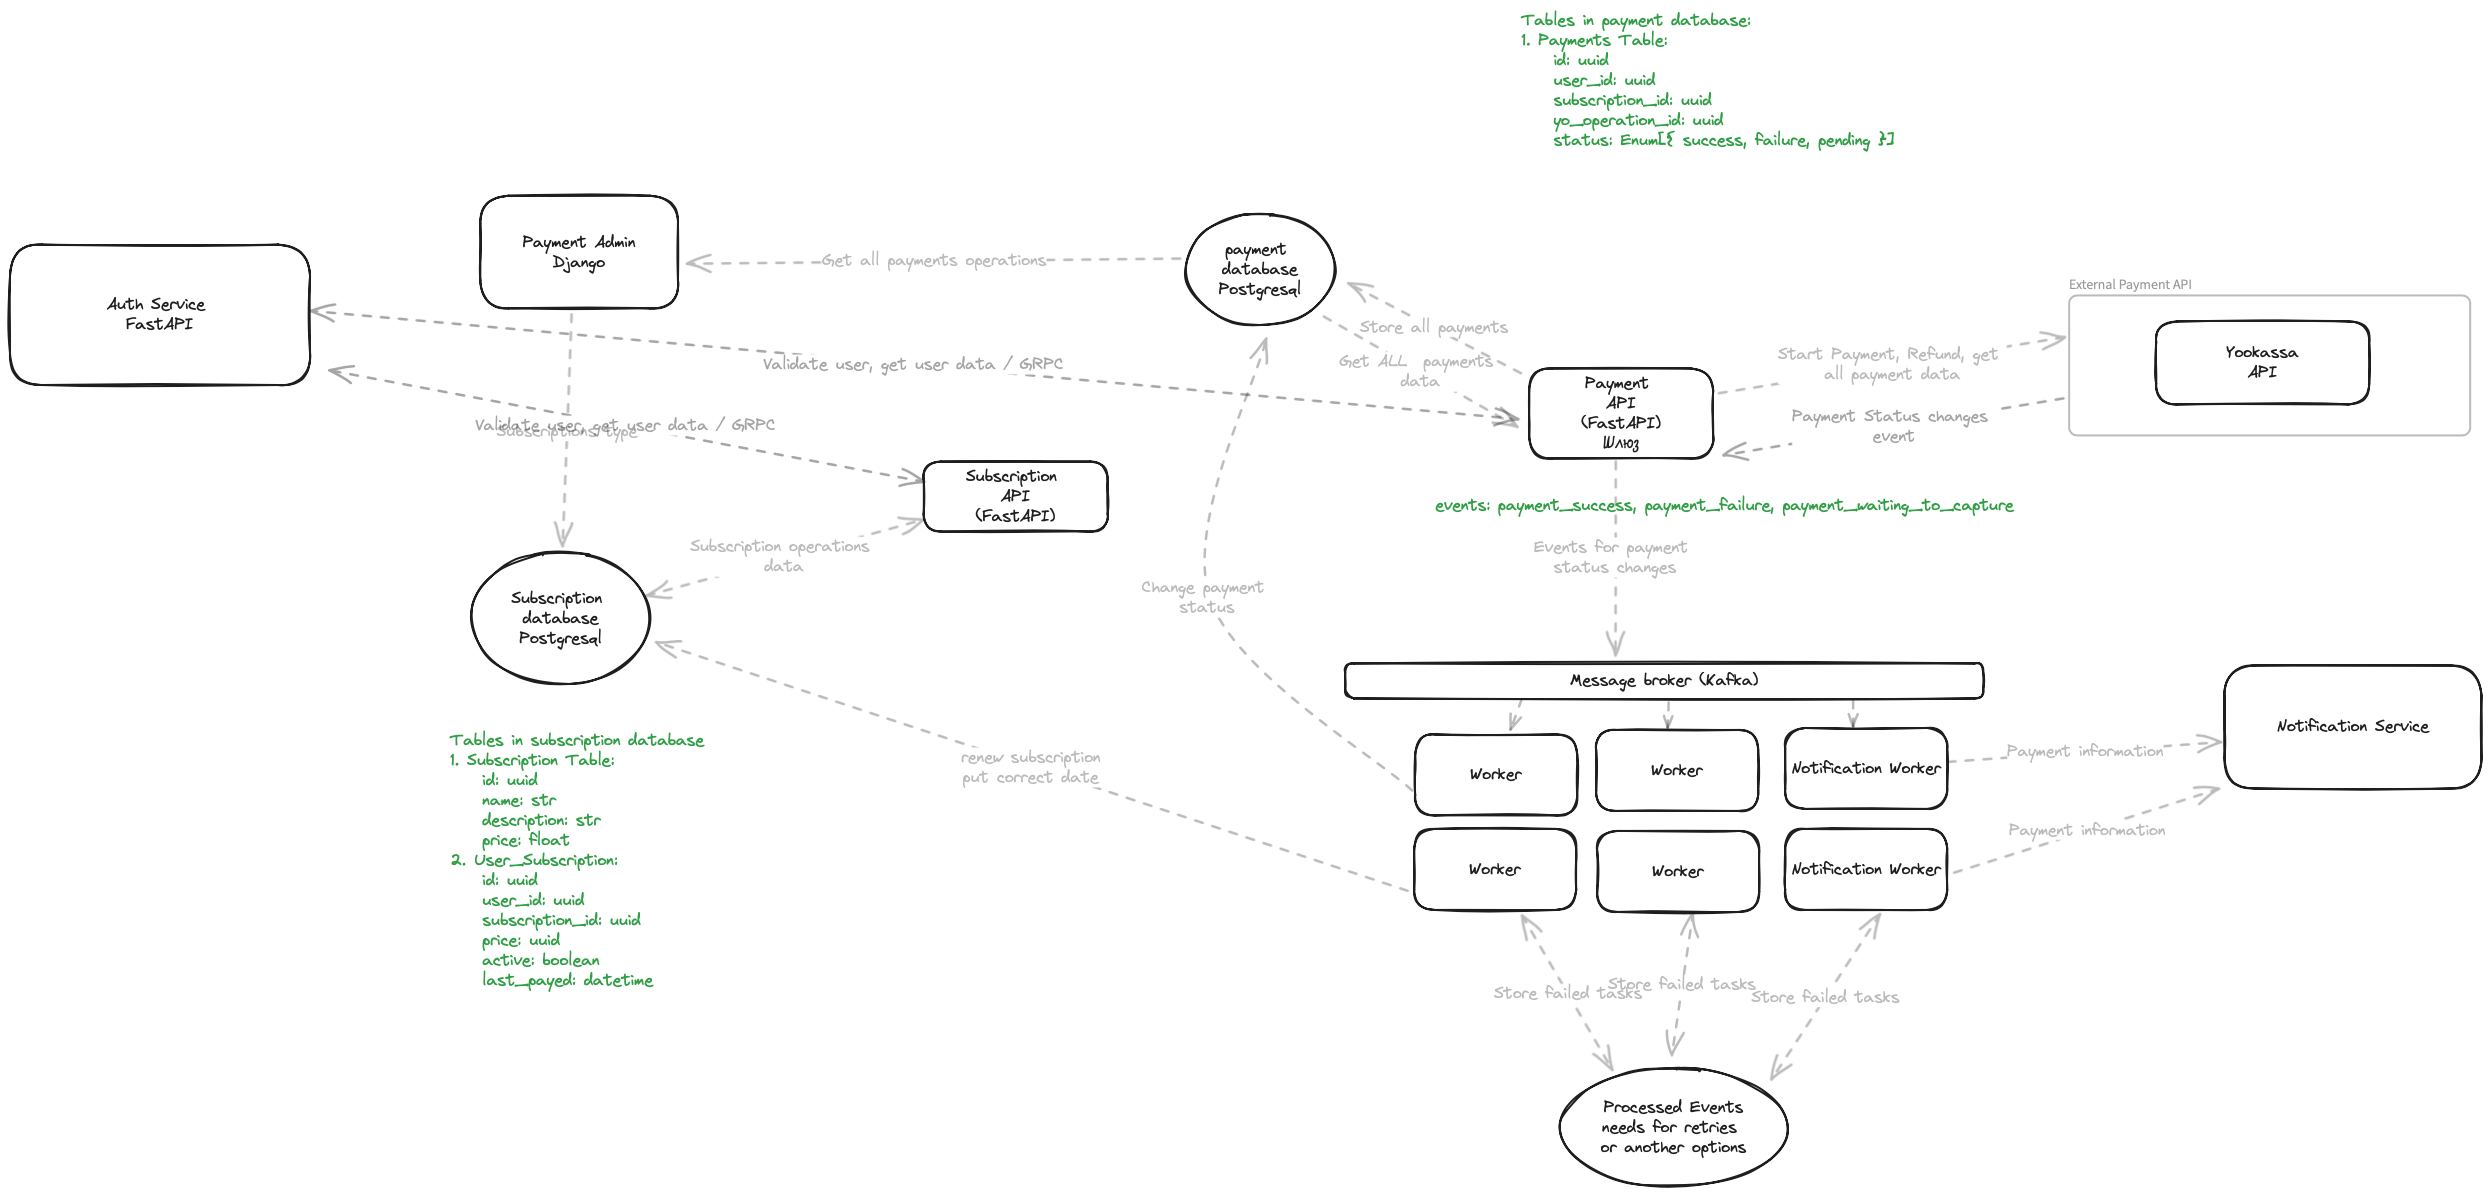 Tables in payment database:
1. Payments Table:
id: uuid
user_id: uuid
subscription_id: uuid
yo_operation_id: uuid
status: Enum[{ success, failure, pending }]
Payment Admin
Django
Auth Service
FastAPI
Get all payments operations
payment
database
Postgresql
Store all payments
Get ALL payments
data
Validate user, get user data / GRPC
Payment
API
(FastAPI)
External Payment API
Yookassa
API
Start Payment, Refund, get
all payment data
Payment Status changes
event
Validate user, get user data / GRPC
Subscriptions type
Subscription
API
(FastAPI)
Subscription operations
data
events: payment_success, payment_failure, payment_waiting_to_capture
Events for payment
status changes
Change payment
status
Subscription
database
Postgresql
Message broker (Kafka)
Notification Service
Tables in subscription database
1. Subscription Table:
id: uuid
name: str
description: str
price: float
2. User_Subscription:
id: uuid
user_id: uuid
subscription_id: uuid
price: uuid
active: boolean
last_payed: datetime
renew subscription
put correct date
Worker
Worker
Notification Worker
Payment information
Worker
Worker
Notification Worker
Payment information
Store failed tasks
Store failed tasks
Store failed tasks
Processed Events
needs for retries
or another options